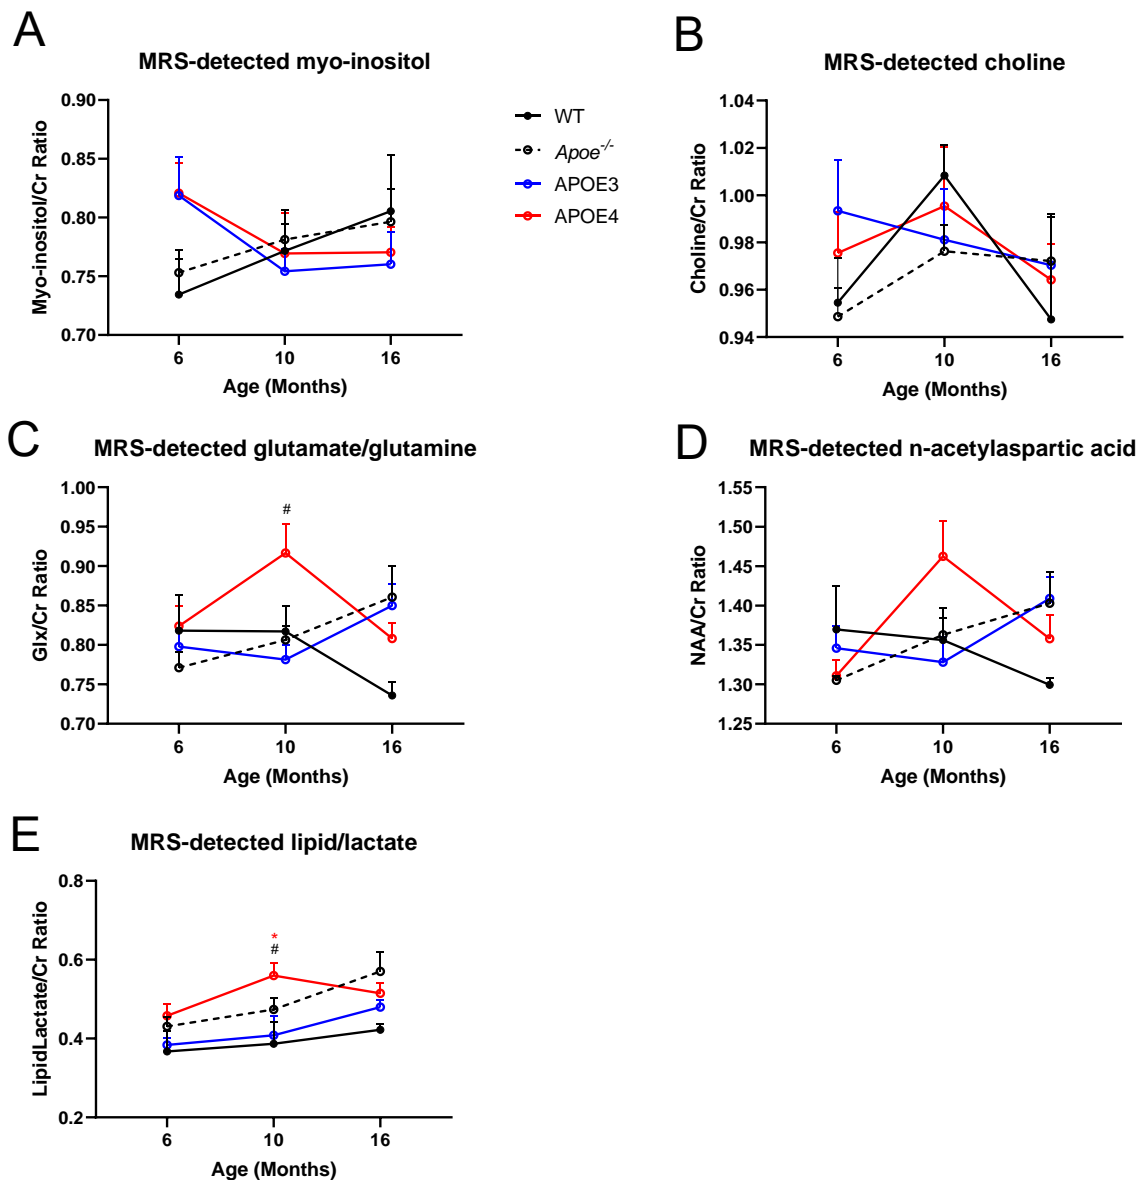 A
MRS-detected myo-inositol
Myo-inositol/Cr Ratio
0.90
0.85
0.80
0.75
0.70
6 10 16
Age (Months)
WT
Apoe-/-
APOE3
APOE4
B
MRS-detected choline
Choline/Cr Ratio
1.04
1.02
1.00
0.98
0.96
0.94
6 10 16
Age (Months)
C
MRS-detected glutamate/glutamine
Glx/Cr Ratio
1.00
0.95
0.90
0.85
0.80
0.75
0.70
#
6 10 16
Age (Months)
D
MRS-detected n-acetylaspartic acid
NAA/Cr Ratio
1.55
1.50
1.45
1.40
1.35
1.30
1.25
6 10 16
Age (Months)
E
MRS-detected lipid/lactate
LipidLactate/Cr Ratio
0.8
0.6
0.4
0.2
*
#
6 10 16
Age (Months)